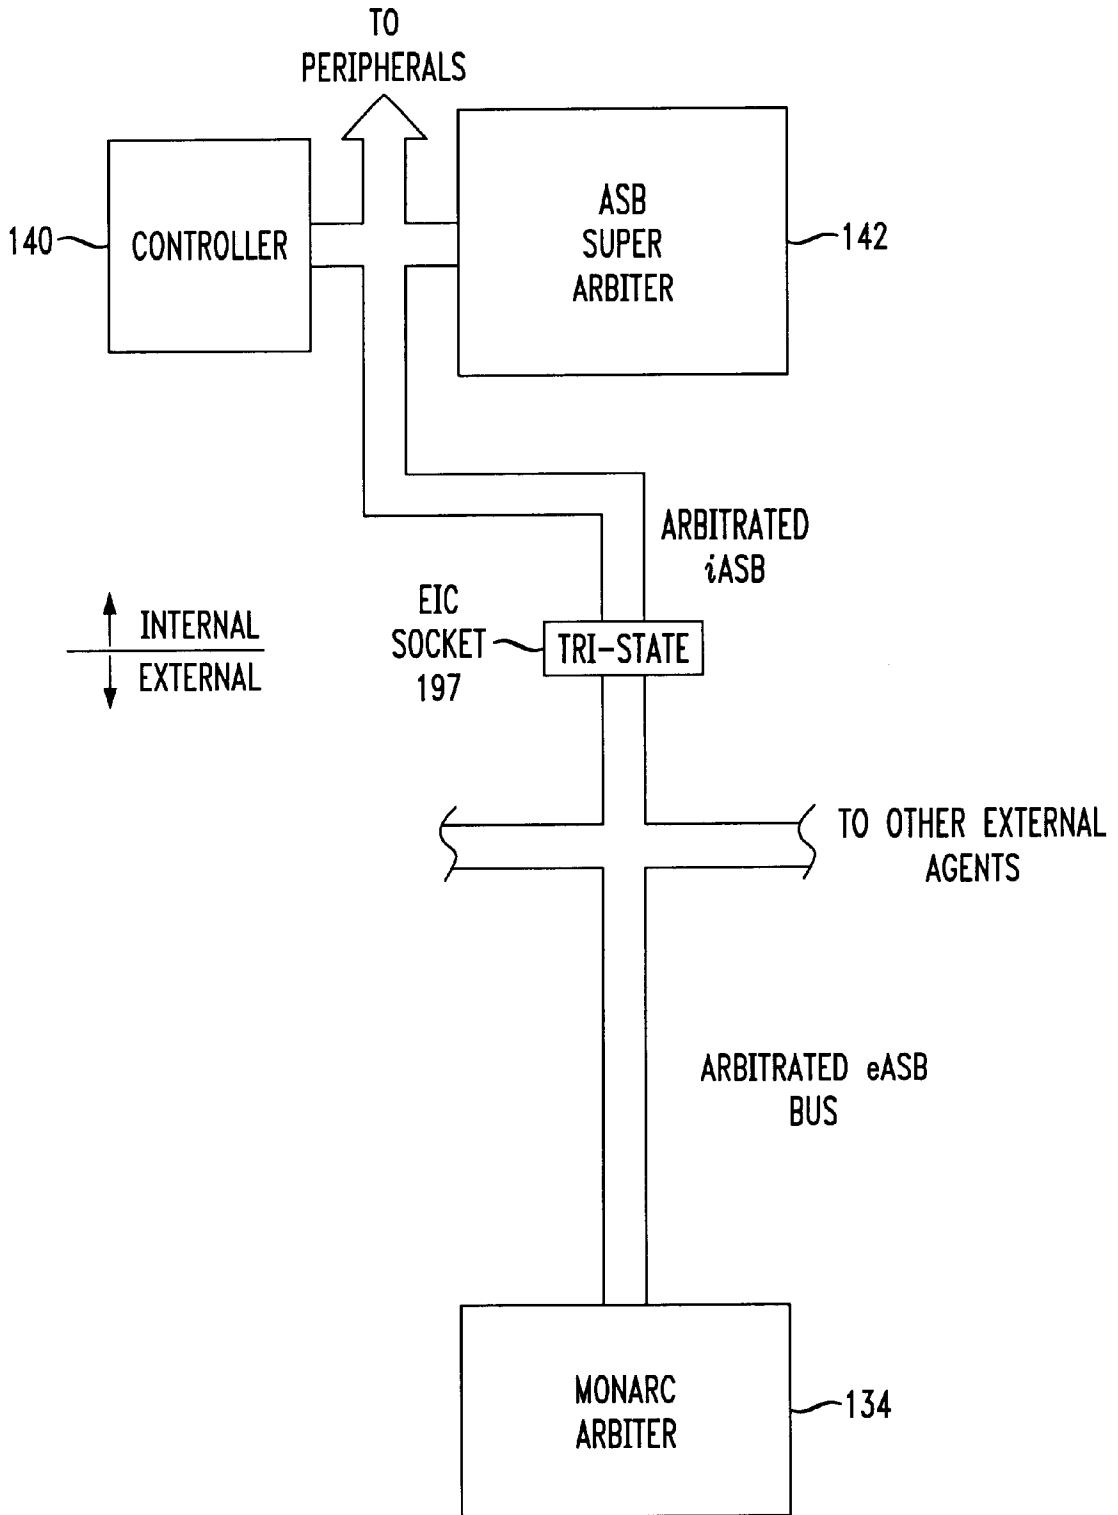 TO
PERIPHERALS
140
CONTROLLER
ASB
SUPER
ARBITER
142
ARBITRATED
iASB
INTERNAL
EXTERNAL
EIC
SOCKET
197
TRI-STATE
TO OTHER EXTERNAL
AGENTS
ARBITRATED eASB
BUS
MONARC
ARBITER
134